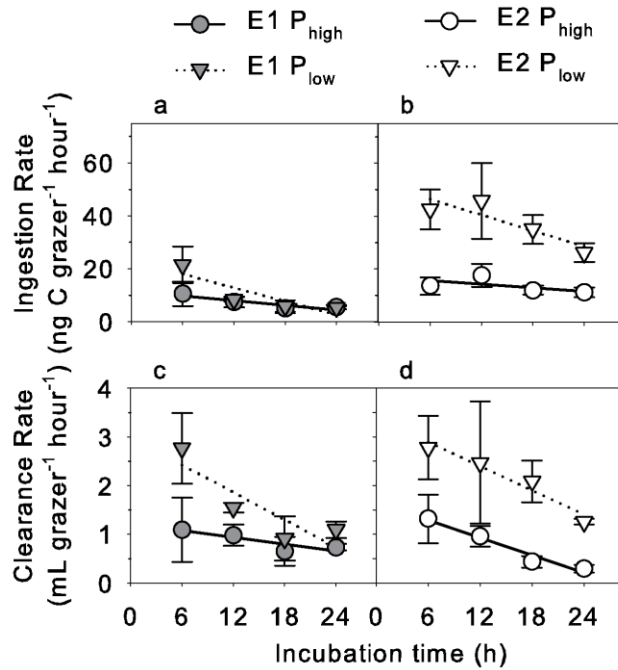 E1 P_high E2 P_high
E1 P_low E2 P_low
a b
Ingestion Rate
(ng C grazer⁻¹ hour⁻¹)
60
40
20
0
c d
Clearance Rate
(mL grazer⁻¹ hour⁻¹)
4
3
2
1
0
0 6 12 18 24 0 6 12 18 24
Incubation time (h)